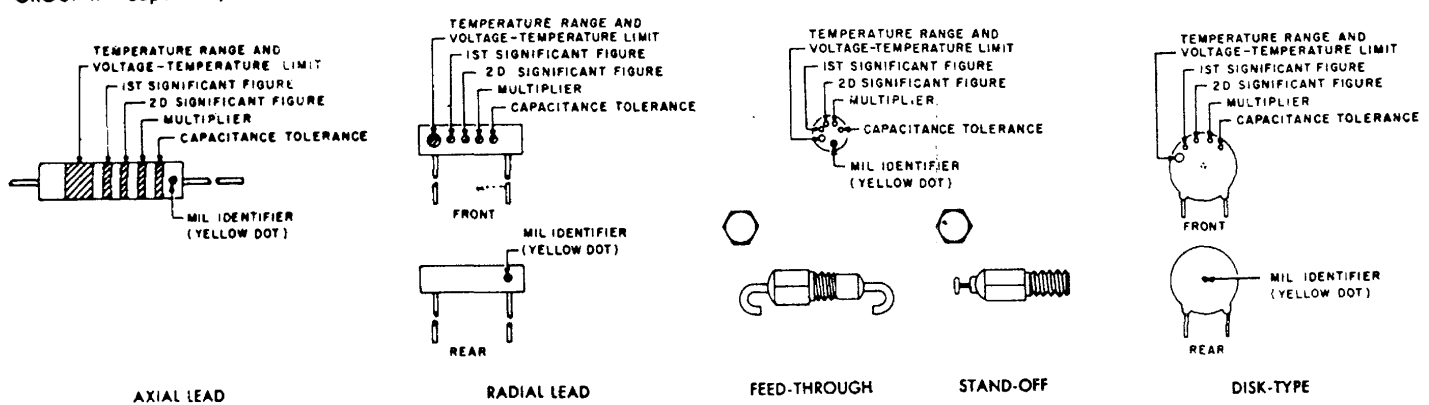 TEMPERATURE RANGE AND
VOLTAGE-TEMPERATURE LIMIT
1ST SIGNIFICANT FIGURE
2D SIGNIFICANT FIGURE
MULTIPLIER
CAPACITANCE TOLERANCE
MIL IDENTIFIER
(YELLOW DOT)
AXIAL LEAD
TEMPERATURE RANGE AND
VOLTAGE-TEMPERATURE LIMIT
1ST SIGNIFICANT FIGURE
2D SIGNIFICANT FIGURE
MULTIPLIER
CAPACITANCE TOLERANCE
FRONT
MIL IDENTIFIER
(YELLOW DOT)
REAR
RADIAL LEAD
TEMPERATURE RANGE AND
VOLTAGE-TEMPERATURE LIMIT
1ST SIGNIFICANT FIGURE
2D SIGNIFICANT FIGURE
MULTIPLIER
CAPACITANCE TOLERANCE
MIL IDENTIFIER
(YELLOW DOT)
FEED-THROUGH
STAND-OFF
TEMPERATURE RANGE AND
VOLTAGE-TEMPERATURE LIMIT
1ST SIGNIFICANT FIGURE
2D SIGNIFICANT FIGURE
MULTIPLIER
CAPACITANCE TOLERANCE
FRONT
MIL IDENTIFIER
(YELLOW DOT)
REAR
DISK-TYPE